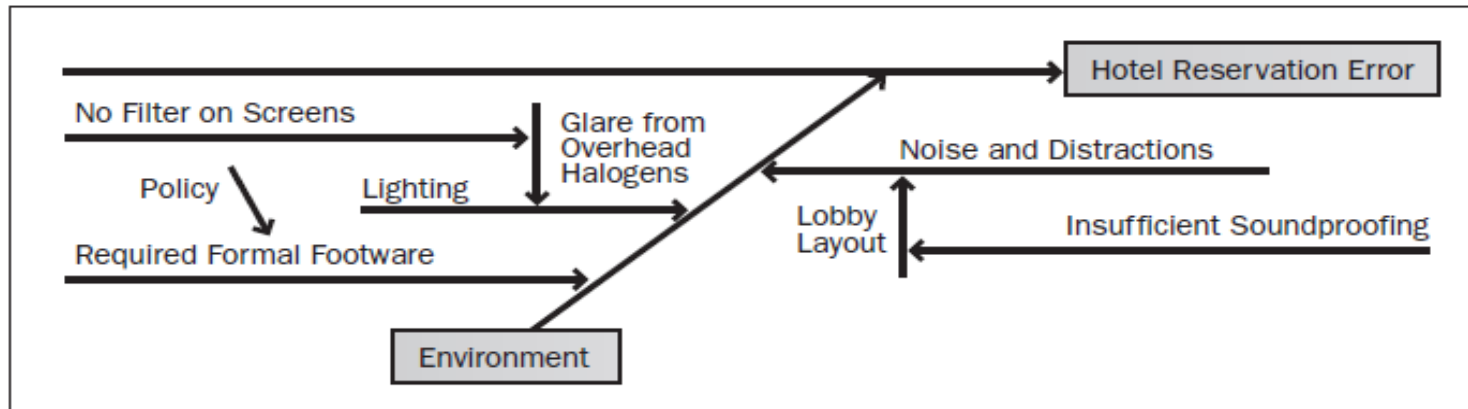 Hotel Reservation Error
No Filter on Screens
Glare from
Overhead
Halogens
Noise and Distractions
Policy
Lighting
Lobby
Layout
Insufficient Soundproofing
Required Formal Footware
Environment